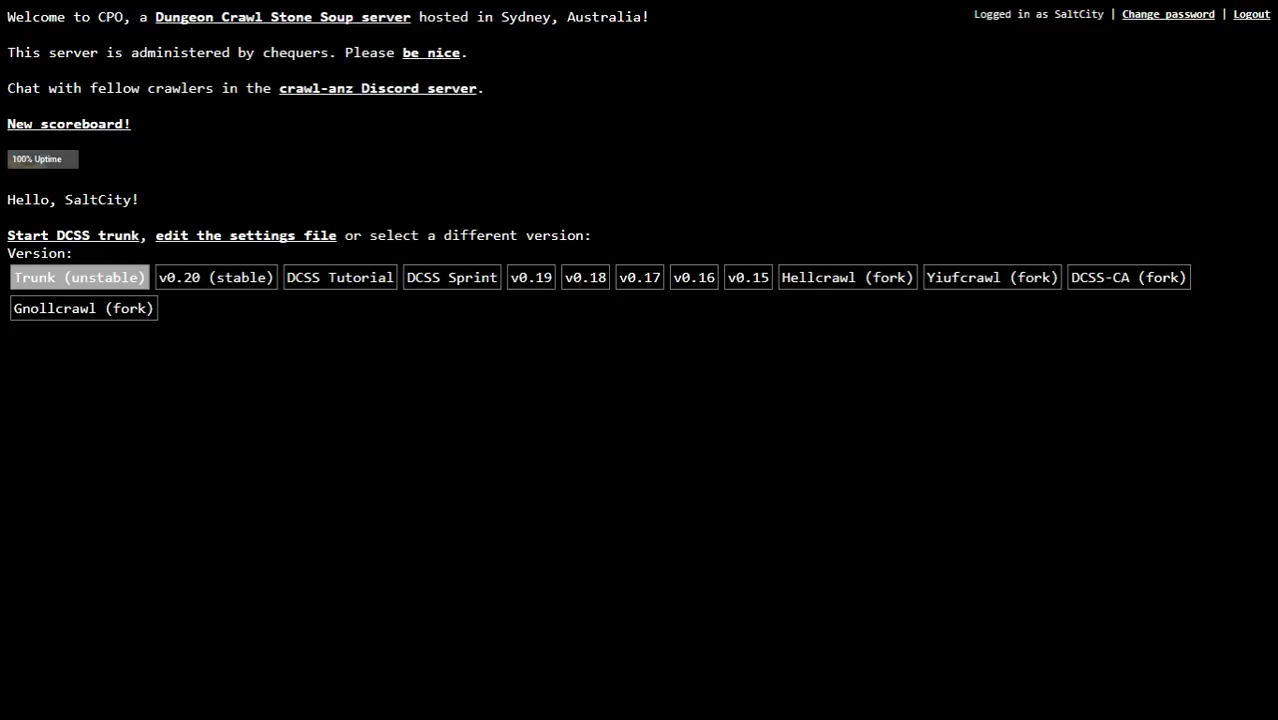 Welcome to CPO, a Dungeon Crawl Stone Soup server hosted in Sydney, Australia!
Logged in as SaltCity | Change password | Logout
This server is administered by chequers. Please be nice.
Chat with fellow crawlers in the crawl-anz Discord server.
New scoreboard!
100% Uptime
Hello, SaltCity!
Start DCSS trunk, edit the settings file or select a different version:
Version:
Trunk (unstable) v0.20 (stable) DCSS Tutorial DCSS Sprint v0.19 v0.18 v0.17 v0.16 v0.15 Hellcrawl (fork) Yiufcrawl (fork) DCSS-CA (fork)
Gnollcrawl (fork)